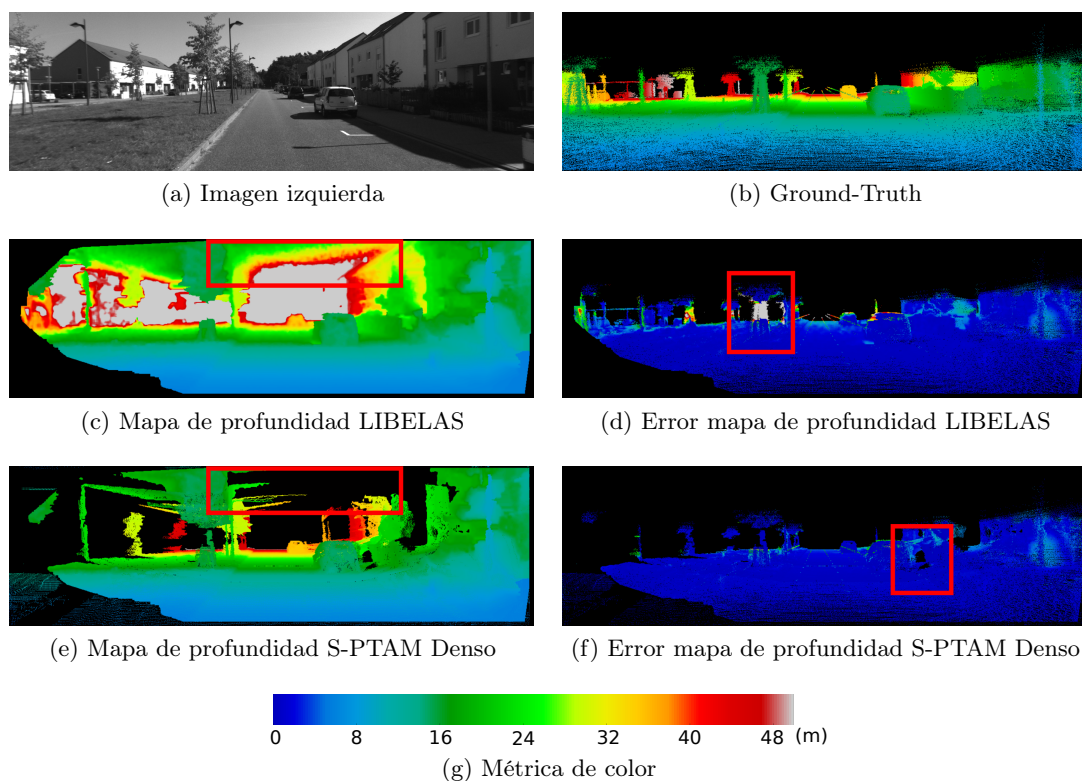 (a) Imagen izquierda
(b) Ground-Truth
(c) Mapa de profundidad LIBELAS
(d) Error mapa de profundidad LIBELAS
(e) Mapa de profundidad S-PTAM Denso
(f) Error mapa de profundidad S-PTAM Denso
0 8 16 24 32 40 48 (m)
(g) Métrica de color